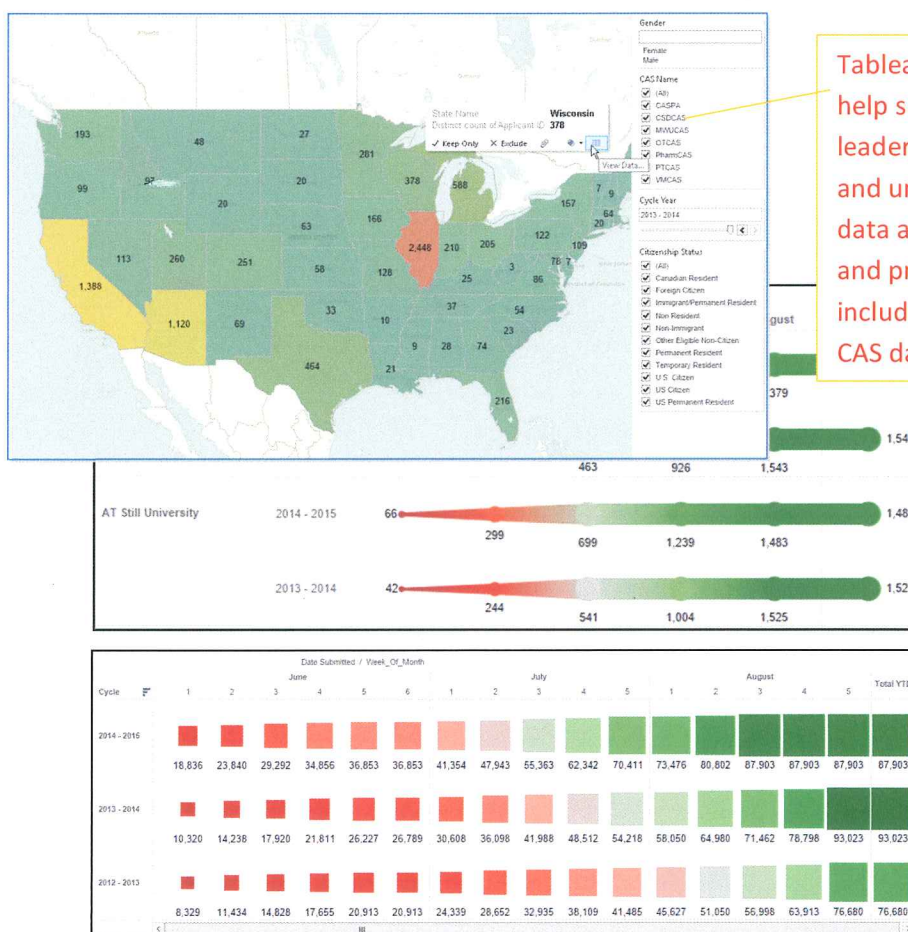 Gender
Female
Male
CAS Name
(All)
CASPA
CSDCAS
MWUCAS
OTCAS
PharmCAS
PTCAS
VMCAS
Cycle Year
2013 - 2014
Citizenship Status
(All)
Canadian Resident
Foreign Citizen
Immigrant/Permanent Resident
Non Resident
Non-Immigrant
Other Eligible Non-Citizen
Permanent Resident
Temporary Resident
U.S. Citizen
US Citizen
US Permanent Resident
State Name Wisconsin
Distinct count of Applicant ID 378
Keep Only Exclude
View Data...
193 48 27 281
99 97 20 378 588 157 7 9
20 63 166 64
20
113 260 251 58 2,448 210 205 122 109
1,388 128 25 3 86 78 7
1,120 69 33 10 37 54
23
464 9 28 74
21
216
Tablea
help s
leader
and un
data a
and pr
includ
CAS da
gust
379
1,54
463 926 1,543
AT Still University 2014 - 2015 66 1,48
299 699 1,239 1,483
2013 - 2014 42 1,52
244 541 1,004 1,525
Date Submitted / Week_Of_Month
June July August
Cycle 1 2 3 4 5 6 1 2 3 4 5 1 2 3 4 5 Total YTD
2014 - 2015
18,836 23,840 29,292 34,856 36,853 36,853 41,354 47,943 55,363 62,342 70,411 73,476 80,802 87,903 87,903 87,903 87,903
2013 - 2014
10,320 14,238 17,920 21,811 26,227 26,789 30,608 36,098 41,988 48,512 54,218 58,050 64,980 71,462 78,798 93,023 93,023
2012 - 2013
8,329 11,434 14,828 17,655 20,913 20,913 24,339 28,652 32,935 38,109 41,485 45,627 51,050 56,998 63,913 76,680 76,680